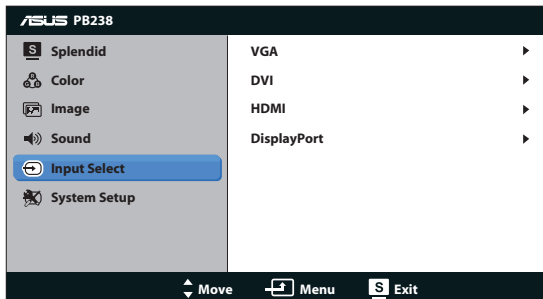 ASUS PB238
S Splendid
Color
Image
Sound
Input Select
System Setup
VGA
DVI
HDMI
DisplayPort
Move Menu S Exit